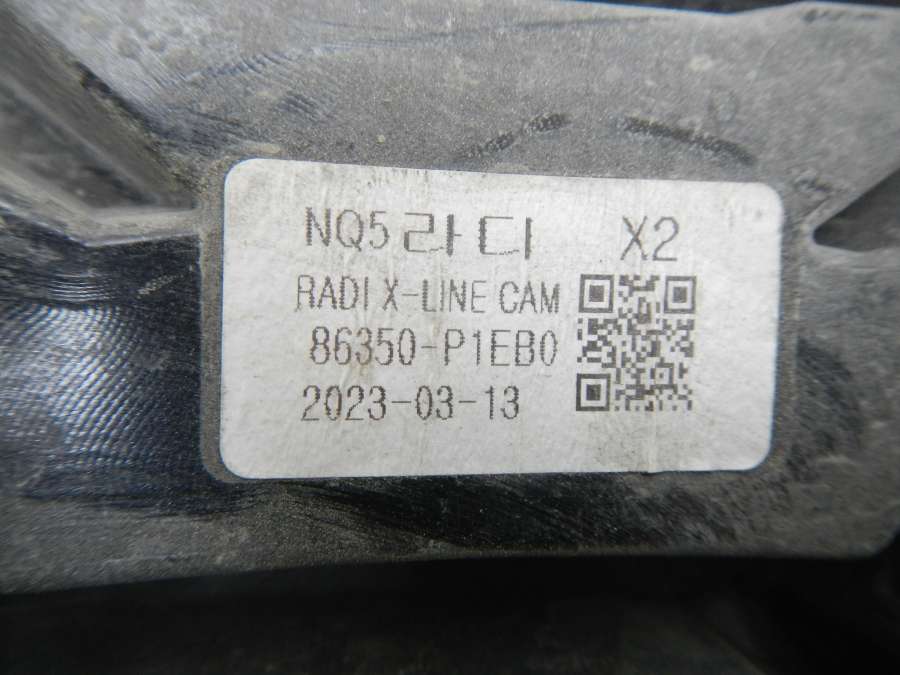 NQ5 라디 X2
RADI X-LINE CAM
86350-P1EB0
2023-03-13